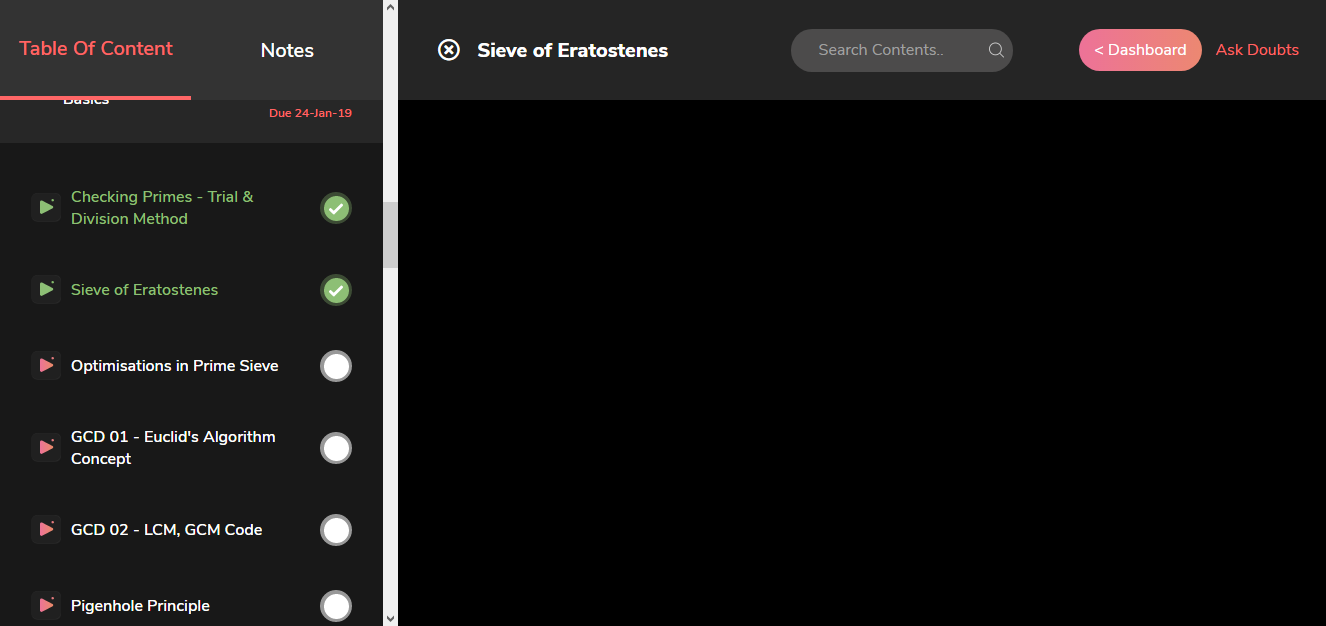 Table Of Content
Notes
Sieve of Eratostenes
Search Contents..
< Dashboard
Ask Doubts
Basics
Due 24-Jan-19
Checking Primes - Trial &
Division Method
Sieve of Eratostenes
Optimisations in Prime Sieve
GCD 01 - Euclid's Algorithm
Concept
GCD 02 - LCM, GCM Code
Pigenhole Principle